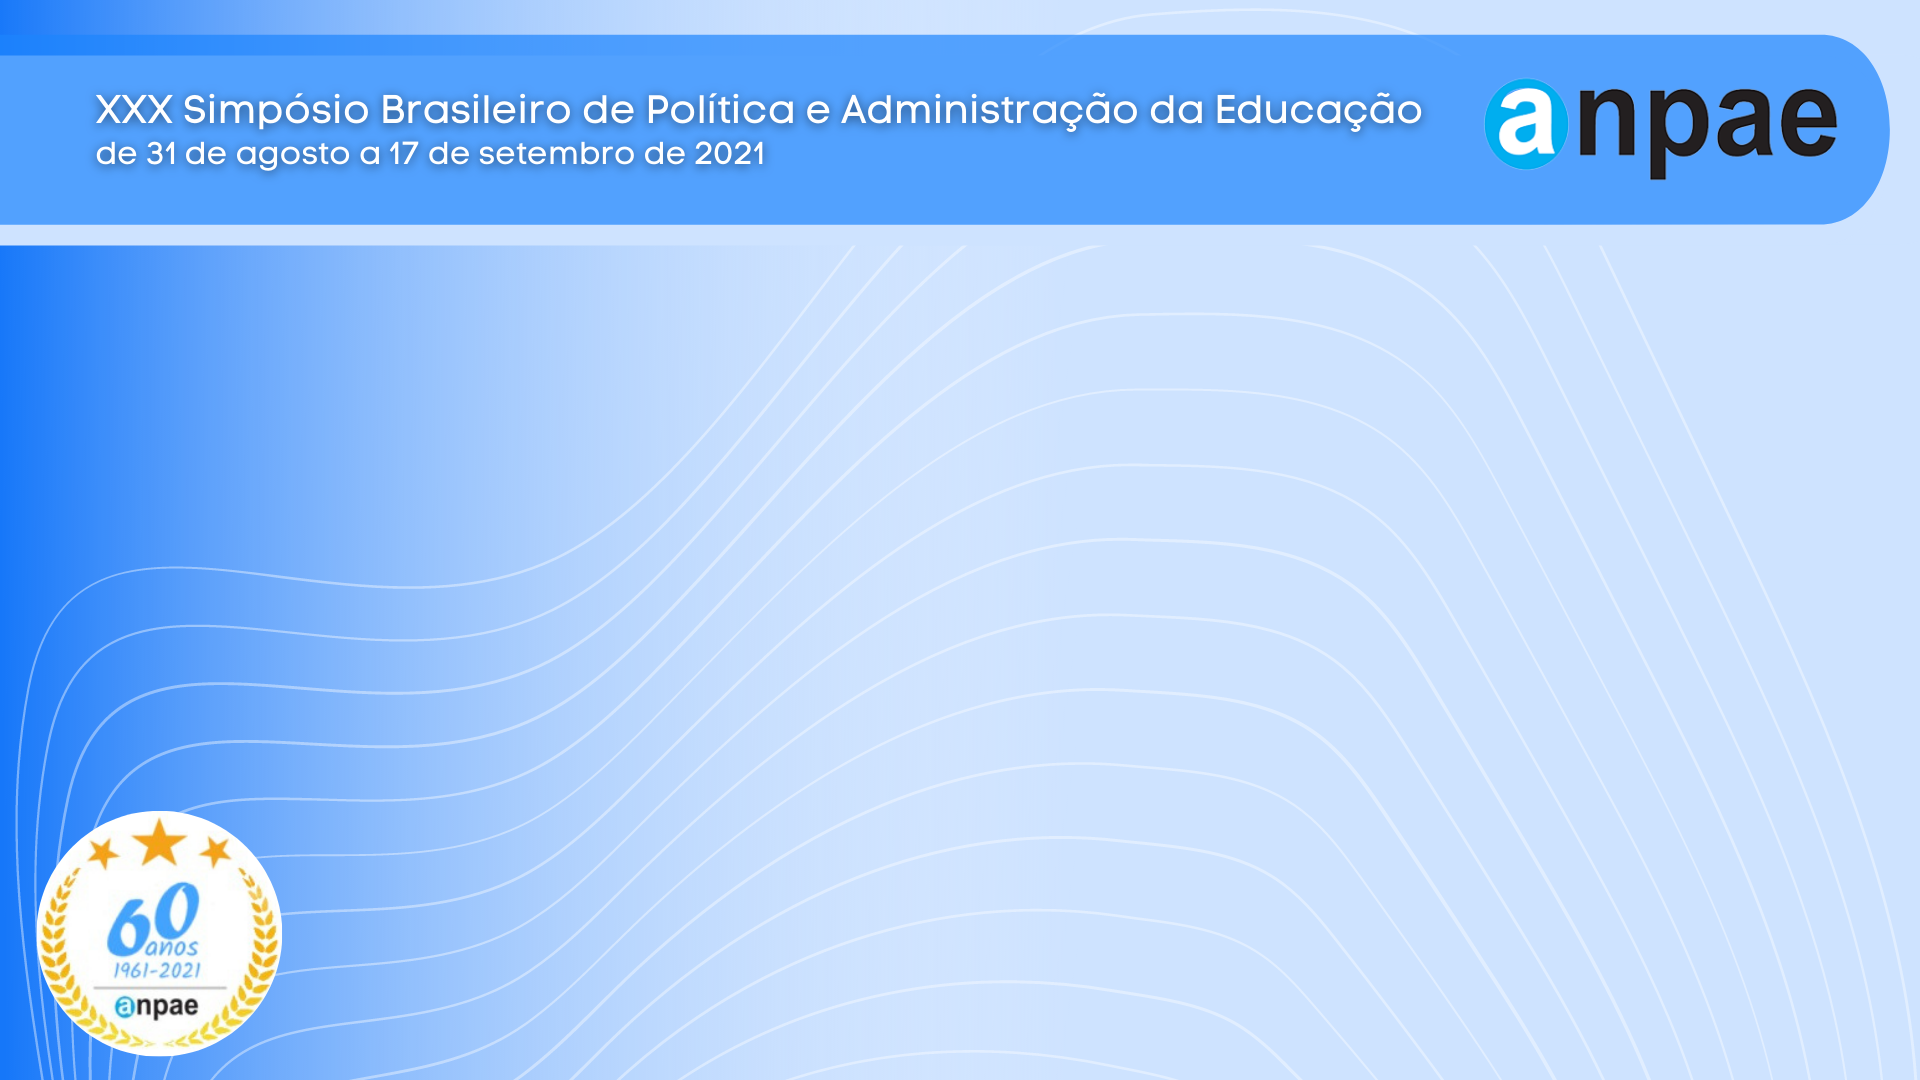 XXX Simpósio Brasileiro de Política e Administração da Educação
de 31 de agosto a 17 de setembro de 2021
anpae
60
anos
1961-2021
anpae